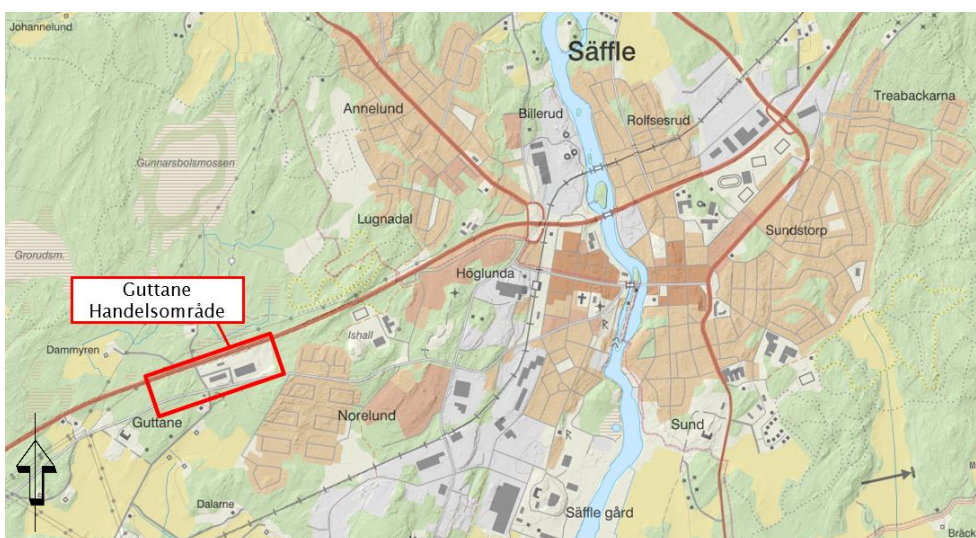 Johannelund
Säffle
Treabackarna
Annelund
Billerud
Rolfsesrud
Gunnarsbolsmossen
Lugnadal
Sundstorp
Grorudsm.
Höglunda
Guttane
Handelsområde
Ishall
Dammyren
Norelund
Guttane
Sund
Dalarne
Säffle gård
Bräck